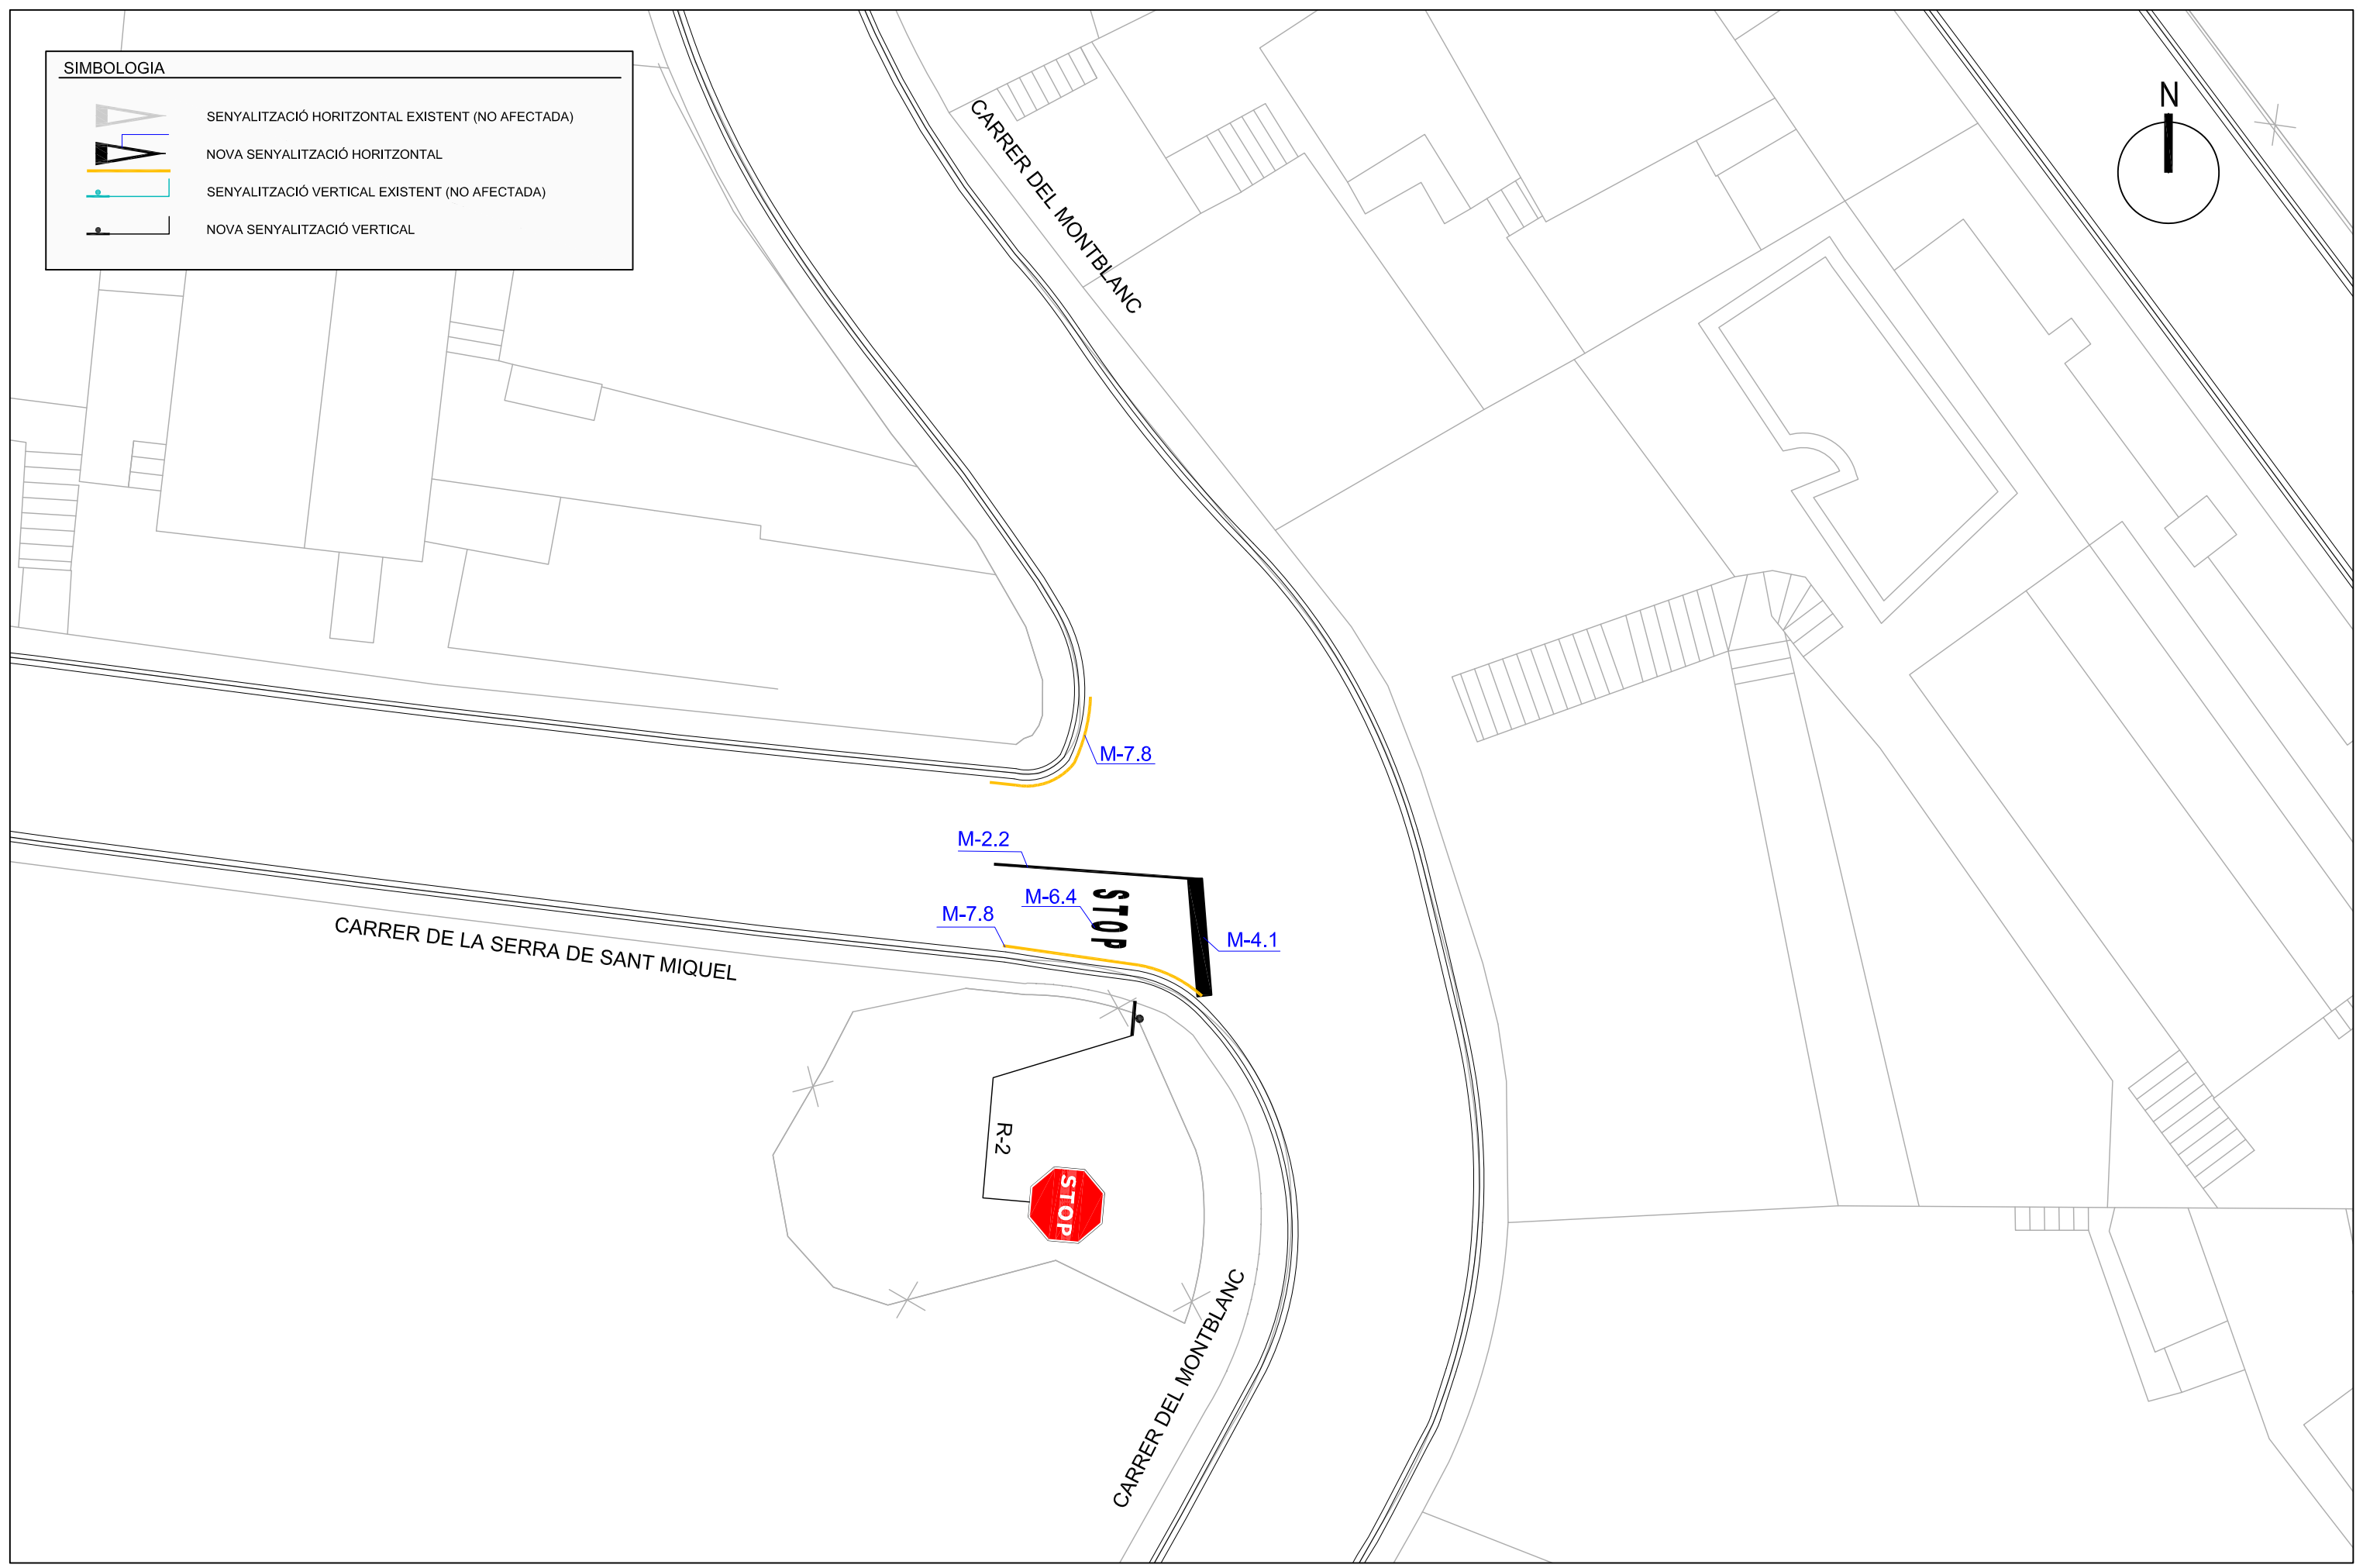 SIMBOLOGIA
SENYALITZACIÓ HORITZONTAL EXISTENT (NO AFECTADA)
NOVA SENYALITZACIÓ HORITZONTAL
SENYALITZACIÓ VERTICAL EXISTENT (NO AFECTADA)
NOVA SENYALITZACIÓ VERTICAL
N
CARRER DEL MONTBLANC
M-7.8
M-2.2
M-6.4
STOP
M-7.8
M-4.1
CARRER DE LA SERRA DE SANT MIQUEL
R-2
STOP
CARRER DEL MONTBLANC